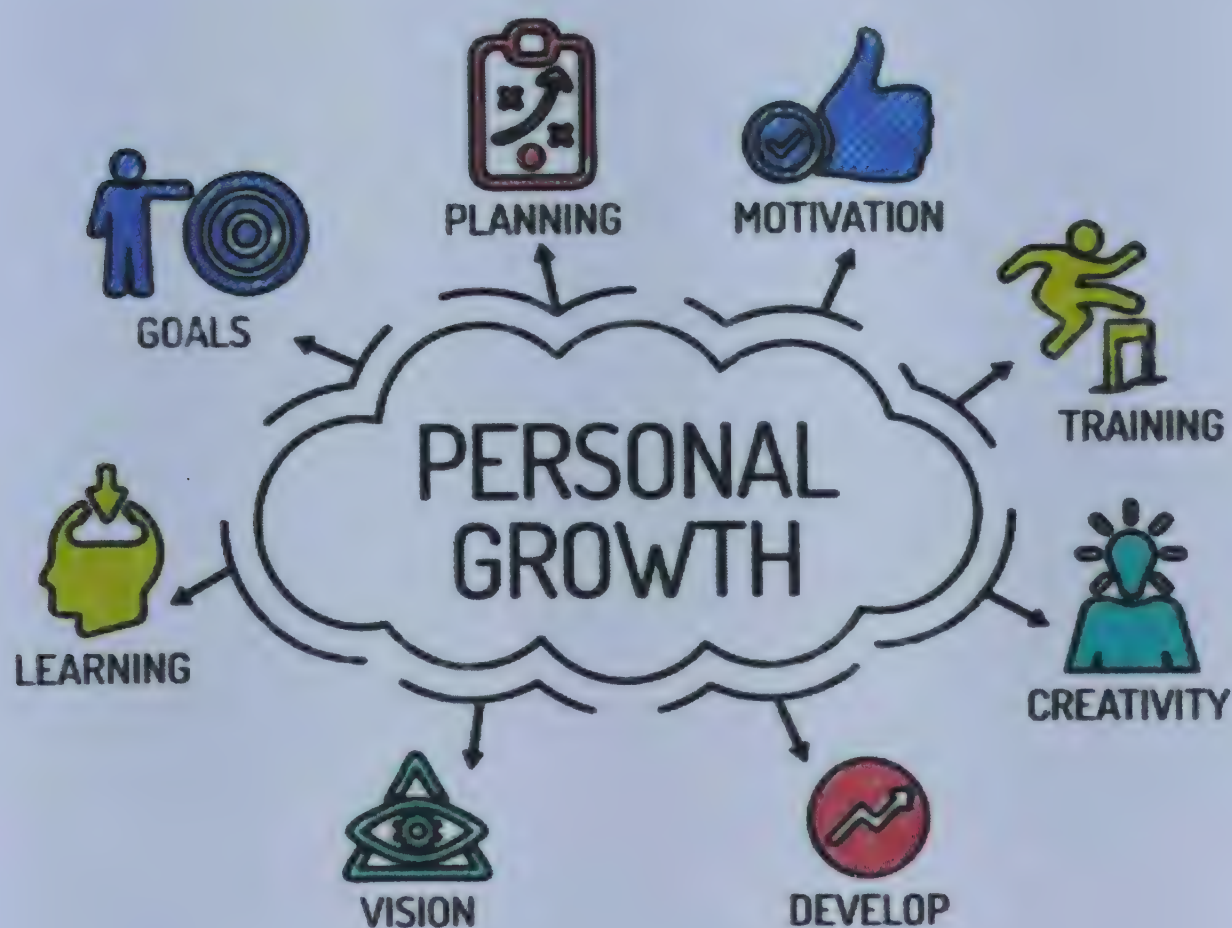 PLANNING
MOTIVATION
GOALS
TRAINING
PERSONAL
GROWTH
LEARNING
CREATIVITY
VISION
DEVELOP